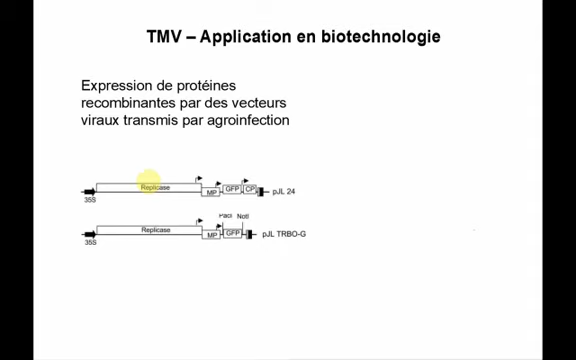 TMV – Application en biotechnologie
Expression de protéines
recombinantes par des vecteurs
viraux transmis par agroinfection
Replicase
MP
GFP
CP
pJL 24
35S
PacI NotI
Replicase
MP
GFP
pJL TRBO-G
35S